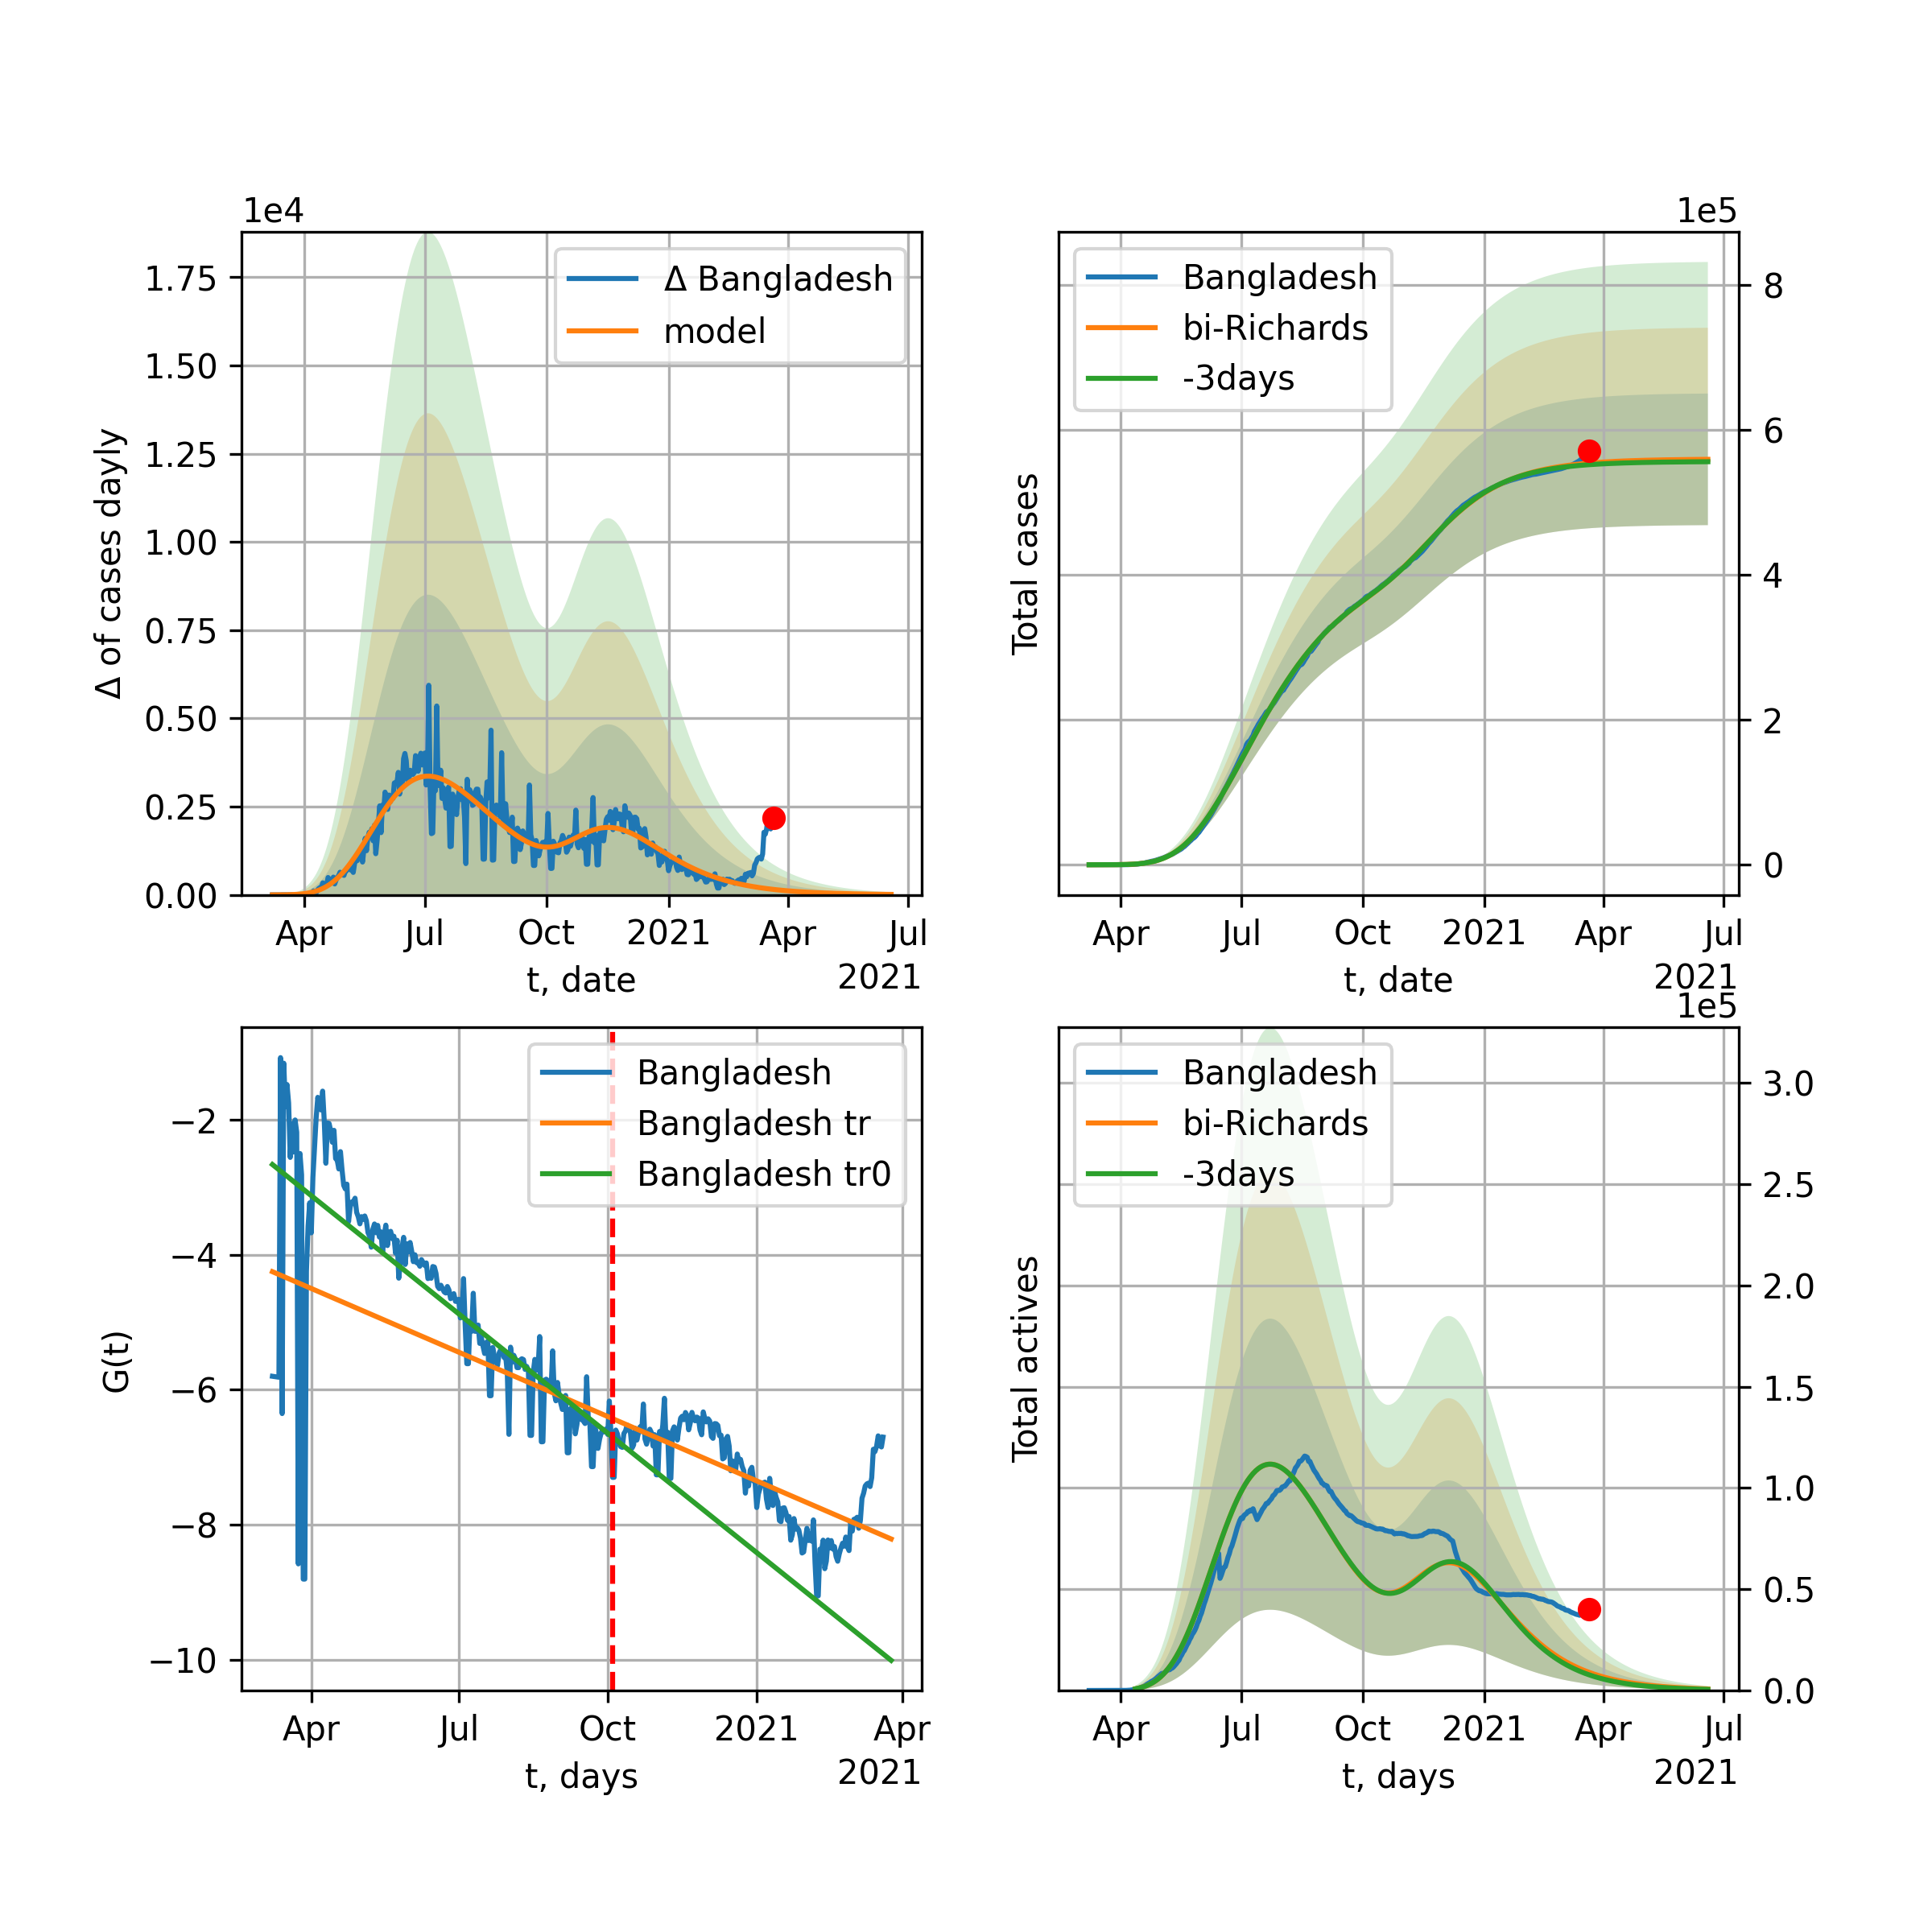 1e4
1.75
1.50
1.25
1.00
0.75
0.50
0.25
0.00
Δ of cases dayly
Δ Bangladesh
model
Apr Jul Oct 2021 Apr Jul
t, date
2021
1e5
Total cases
Bangladesh
bi-Richards
-3days
8
6
4
2
0
Apr Jul Oct 2021 Apr Jul
t, date
2021
−2
−4
−6
−8
−10
G(t)
Bangladesh
Bangladesh tr
Bangladesh tr0
Apr Jul Oct 2021 Apr
t, days
2021
1e5
Total actives
Bangladesh
bi-Richards
-3days
3.0
2.5
2.0
1.5
1.0
0.5
0.0
Apr Jul Oct 2021 Apr Jul
t, days
2021